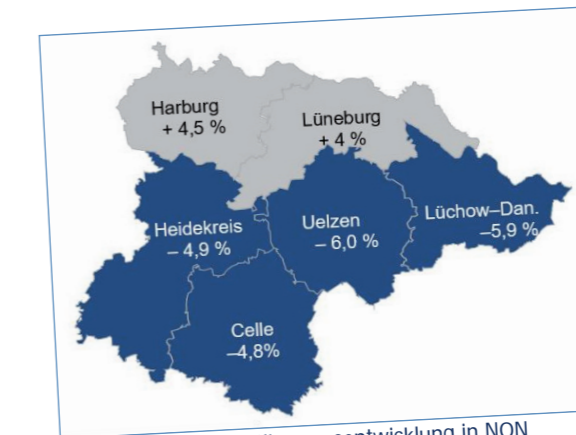 Harburg
+ 4,5 %
Lüneburg
+ 4 %
Heidekreis
– 4,9 %
Uelzen
– 6,0 %
Lüchow–Dan.
–5,9 %
Celle
–4,8%
in NON